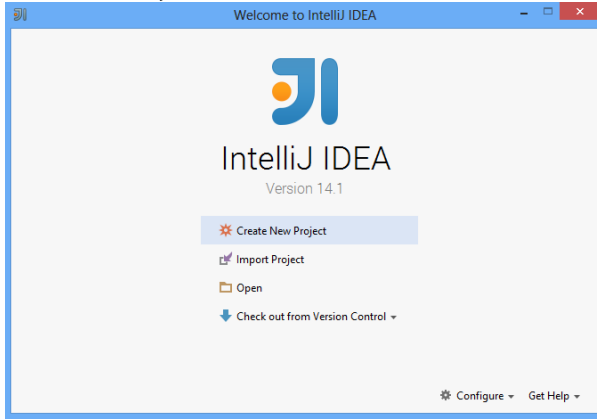 Welcome to IntelliJ IDEA
IntelliJ IDEA
Version 14.1
Create New Project
Import Project
Open
Check out from Version Control
Configure Get Help